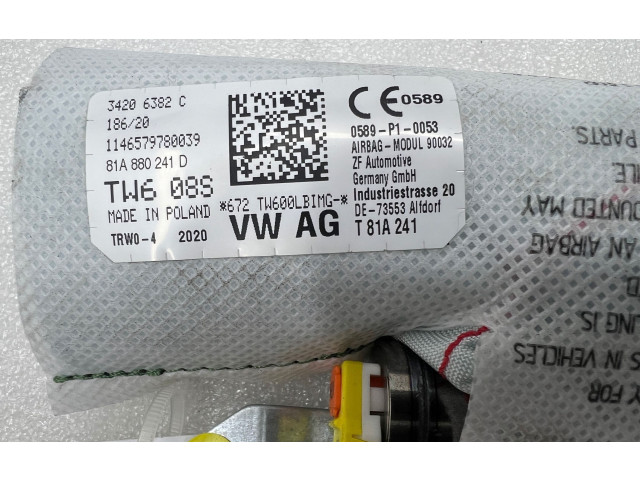 3420 6382 C
186/20
1146579780039
81A 880 241 D
TW6 08S
MADE IN POLAND
TRW0-4 2020
*672 TW600LBIMG-*
VW AG
CE 0589
0589-P1-0053
AIRBAG-MODUL 90032
ZF Automotive
Germany GmbH
Industriestrasse 20
DE-73553 Alfdorf
T 81A 241
PARTS.
UNTED MAY
AN AIRBAG
IS
S IN VEHICLES
Y FOR